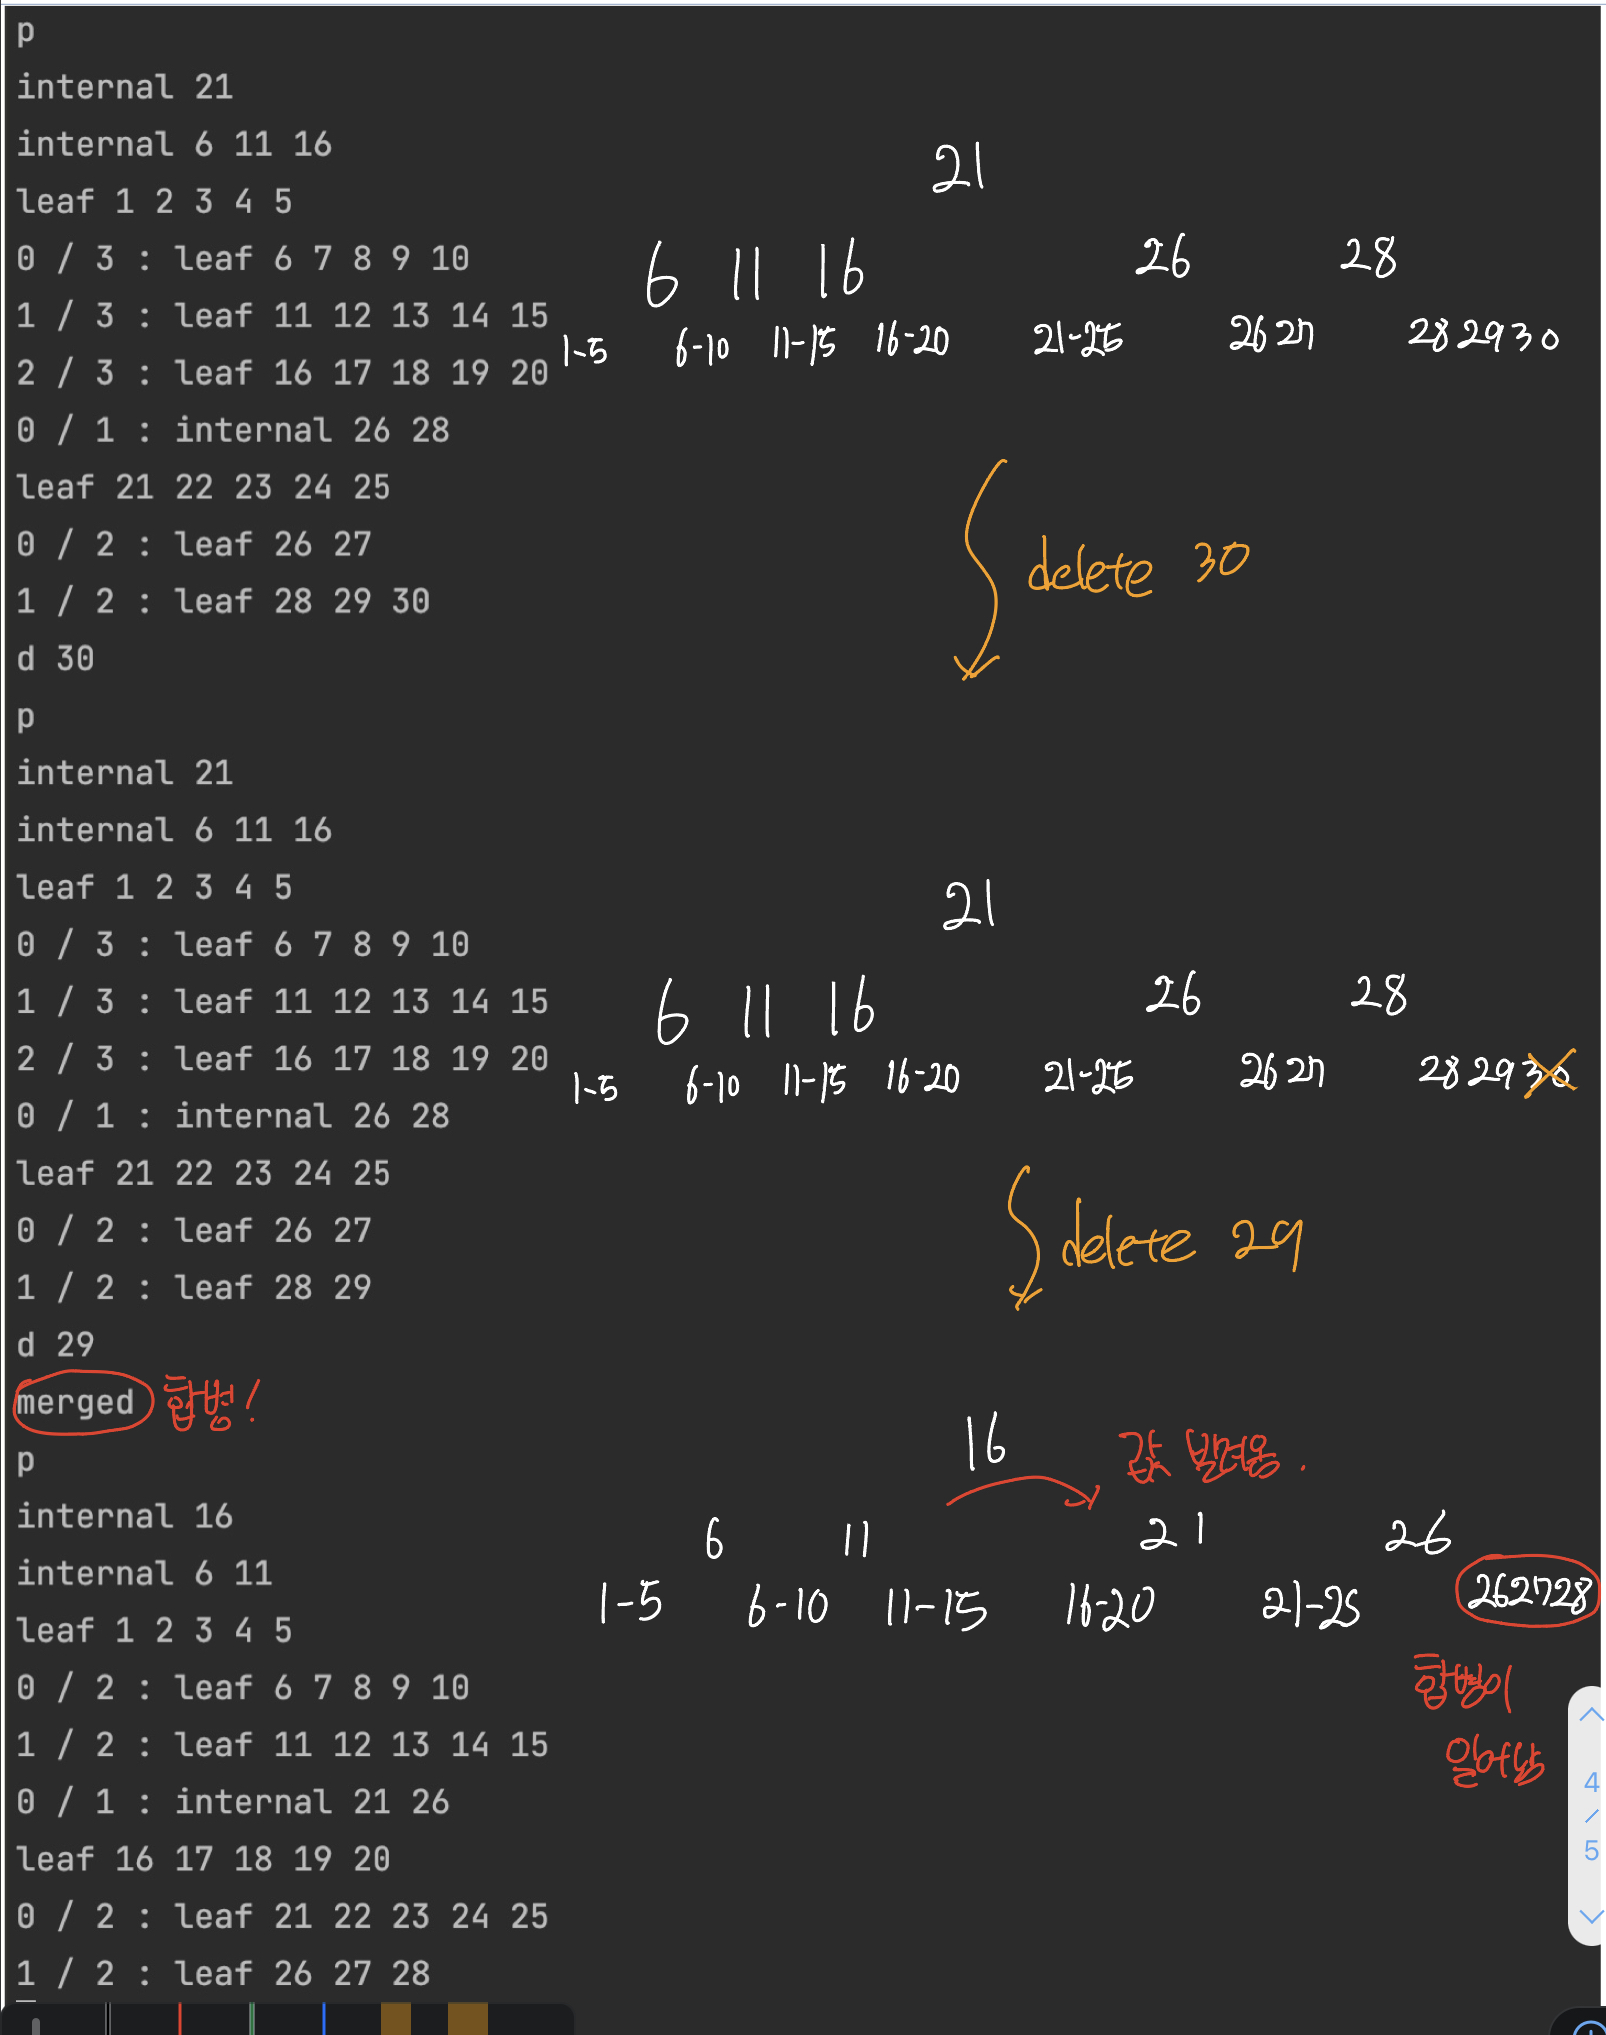 p
internal 21
internal 6 11 16
leaf 1 2 3 4 5
0 / 3 : leaf 6 7 8 9 10
1 / 3 : leaf 11 12 13 14 15
2 / 3 : leaf 16 17 18 19 20
0 / 1 : internal 26 28
leaf 21 22 23 24 25
0 / 2 : leaf 26 27
1 / 2 : leaf 28 29 30
d 30
p
internal 21
internal 6 11 16
leaf 1 2 3 4 5
0 / 3 : leaf 6 7 8 9 10
1 / 3 : leaf 11 12 13 14 15
2 / 3 : leaf 16 17 18 19 20
0 / 1 : internal 26 28
leaf 21 22 23 24 25
0 / 2 : leaf 26 27
1 / 2 : leaf 28 29
d 29
merged 합병!
p
internal 16
internal 6 11
leaf 1 2 3 4 5
0 / 2 : leaf 6 7 8 9 10
1 / 2 : leaf 11 12 13 14 15
0 / 1 : internal 21 26
leaf 16 17 18 19 20
0 / 2 : leaf 21 22 23 24 25
1 / 2 : leaf 26 27 28
21
6 11 16 26 28
1-5 6-10 11-15 16-20 21-25 26 27 28 29 30
delete 30
21
6 11 16 26 28
1-5 6-10 11-15 16-20 21-25 26 27 28 29 30
delete 29
16 값 빌려옴.
6 11 21 26
1-5 6-10 11-15 16-20 21-25 26 27 28
합병이
일어남
4
/
5